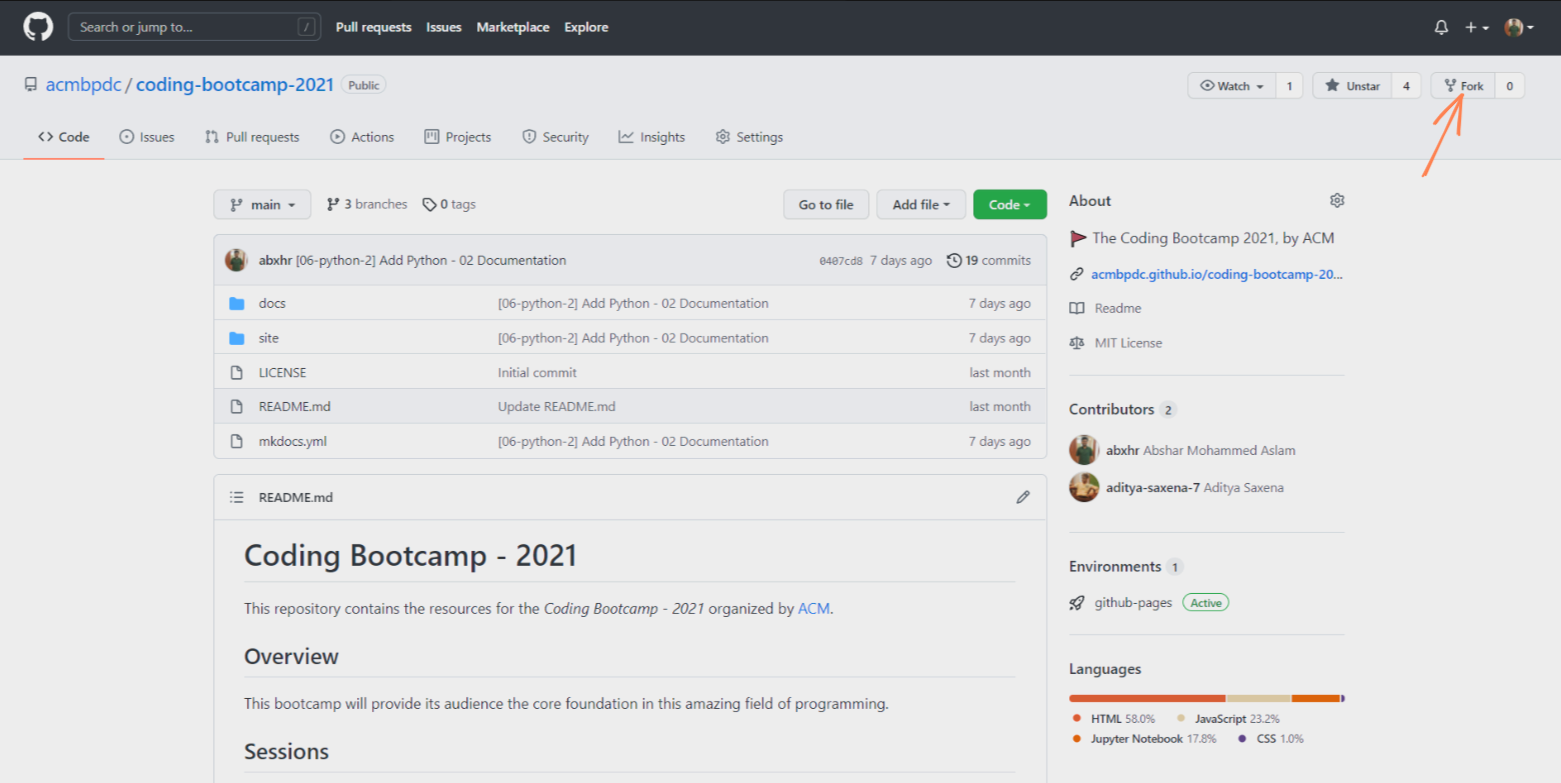 Search or jump to... /
Pull requests Issues Marketplace Explore
acmbpdc / coding-bootcamp-2021 Public
Watch 1 Unstar 4 Fork 0
Code Issues Pull requests Actions Projects Security Insights Settings
main 3 branches 0 tags Go to file Add file Code
abxhr [06-python-2] Add Python - 02 Documentation 0407cd8 7 days ago 19 commits
docs [06-python-2] Add Python - 02 Documentation 7 days ago
site [06-python-2] Add Python - 02 Documentation 7 days ago
LICENSE Initial commit last month
README.md Update README.md last month
mkdocs.yml [06-python-2] Add Python - 02 Documentation 7 days ago
README.md
Coding Bootcamp - 2021
This repository contains the resources for the Coding Bootcamp - 2021 organized by ACM.
Overview
This bootcamp will provide its audience the core foundation in this amazing field of programming.
Sessions
About
The Coding Bootcamp 2021, by ACM
acmbpdc.github.io/coding-bootcamp-20...
Readme
MIT License
Contributors 2
abxhr Abshar Mohammed Aslam
aditya-saxena-7 Aditya Saxena
Environments 1
github-pages Active
Languages
HTML 58.0% JavaScript 23.2%
Jupyter Notebook 17.8% CSS 1.0%